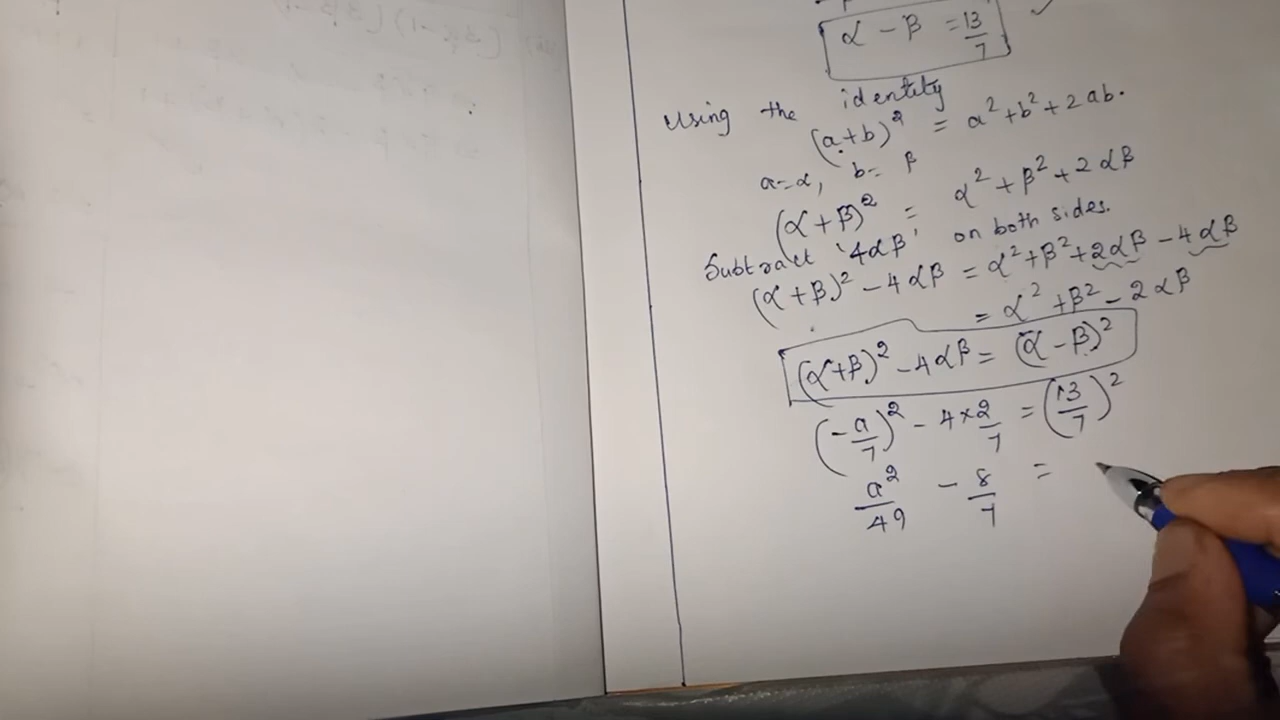 α - β = 13/7
Using the identity
(a+b)² = a²+b²+2ab.
a=α, b= β
(α+β)² = α²+β²+2αβ
Subtract '4αβ' on both sides.
(α+β)² - 4αβ = α²+β²+2αβ - 4αβ
= α²+β²-2αβ
(α+β)² - 4αβ = (α-β)²
(-a/7)² - 4×2/7 = (13/7)²
a²/49 - 8/7 =